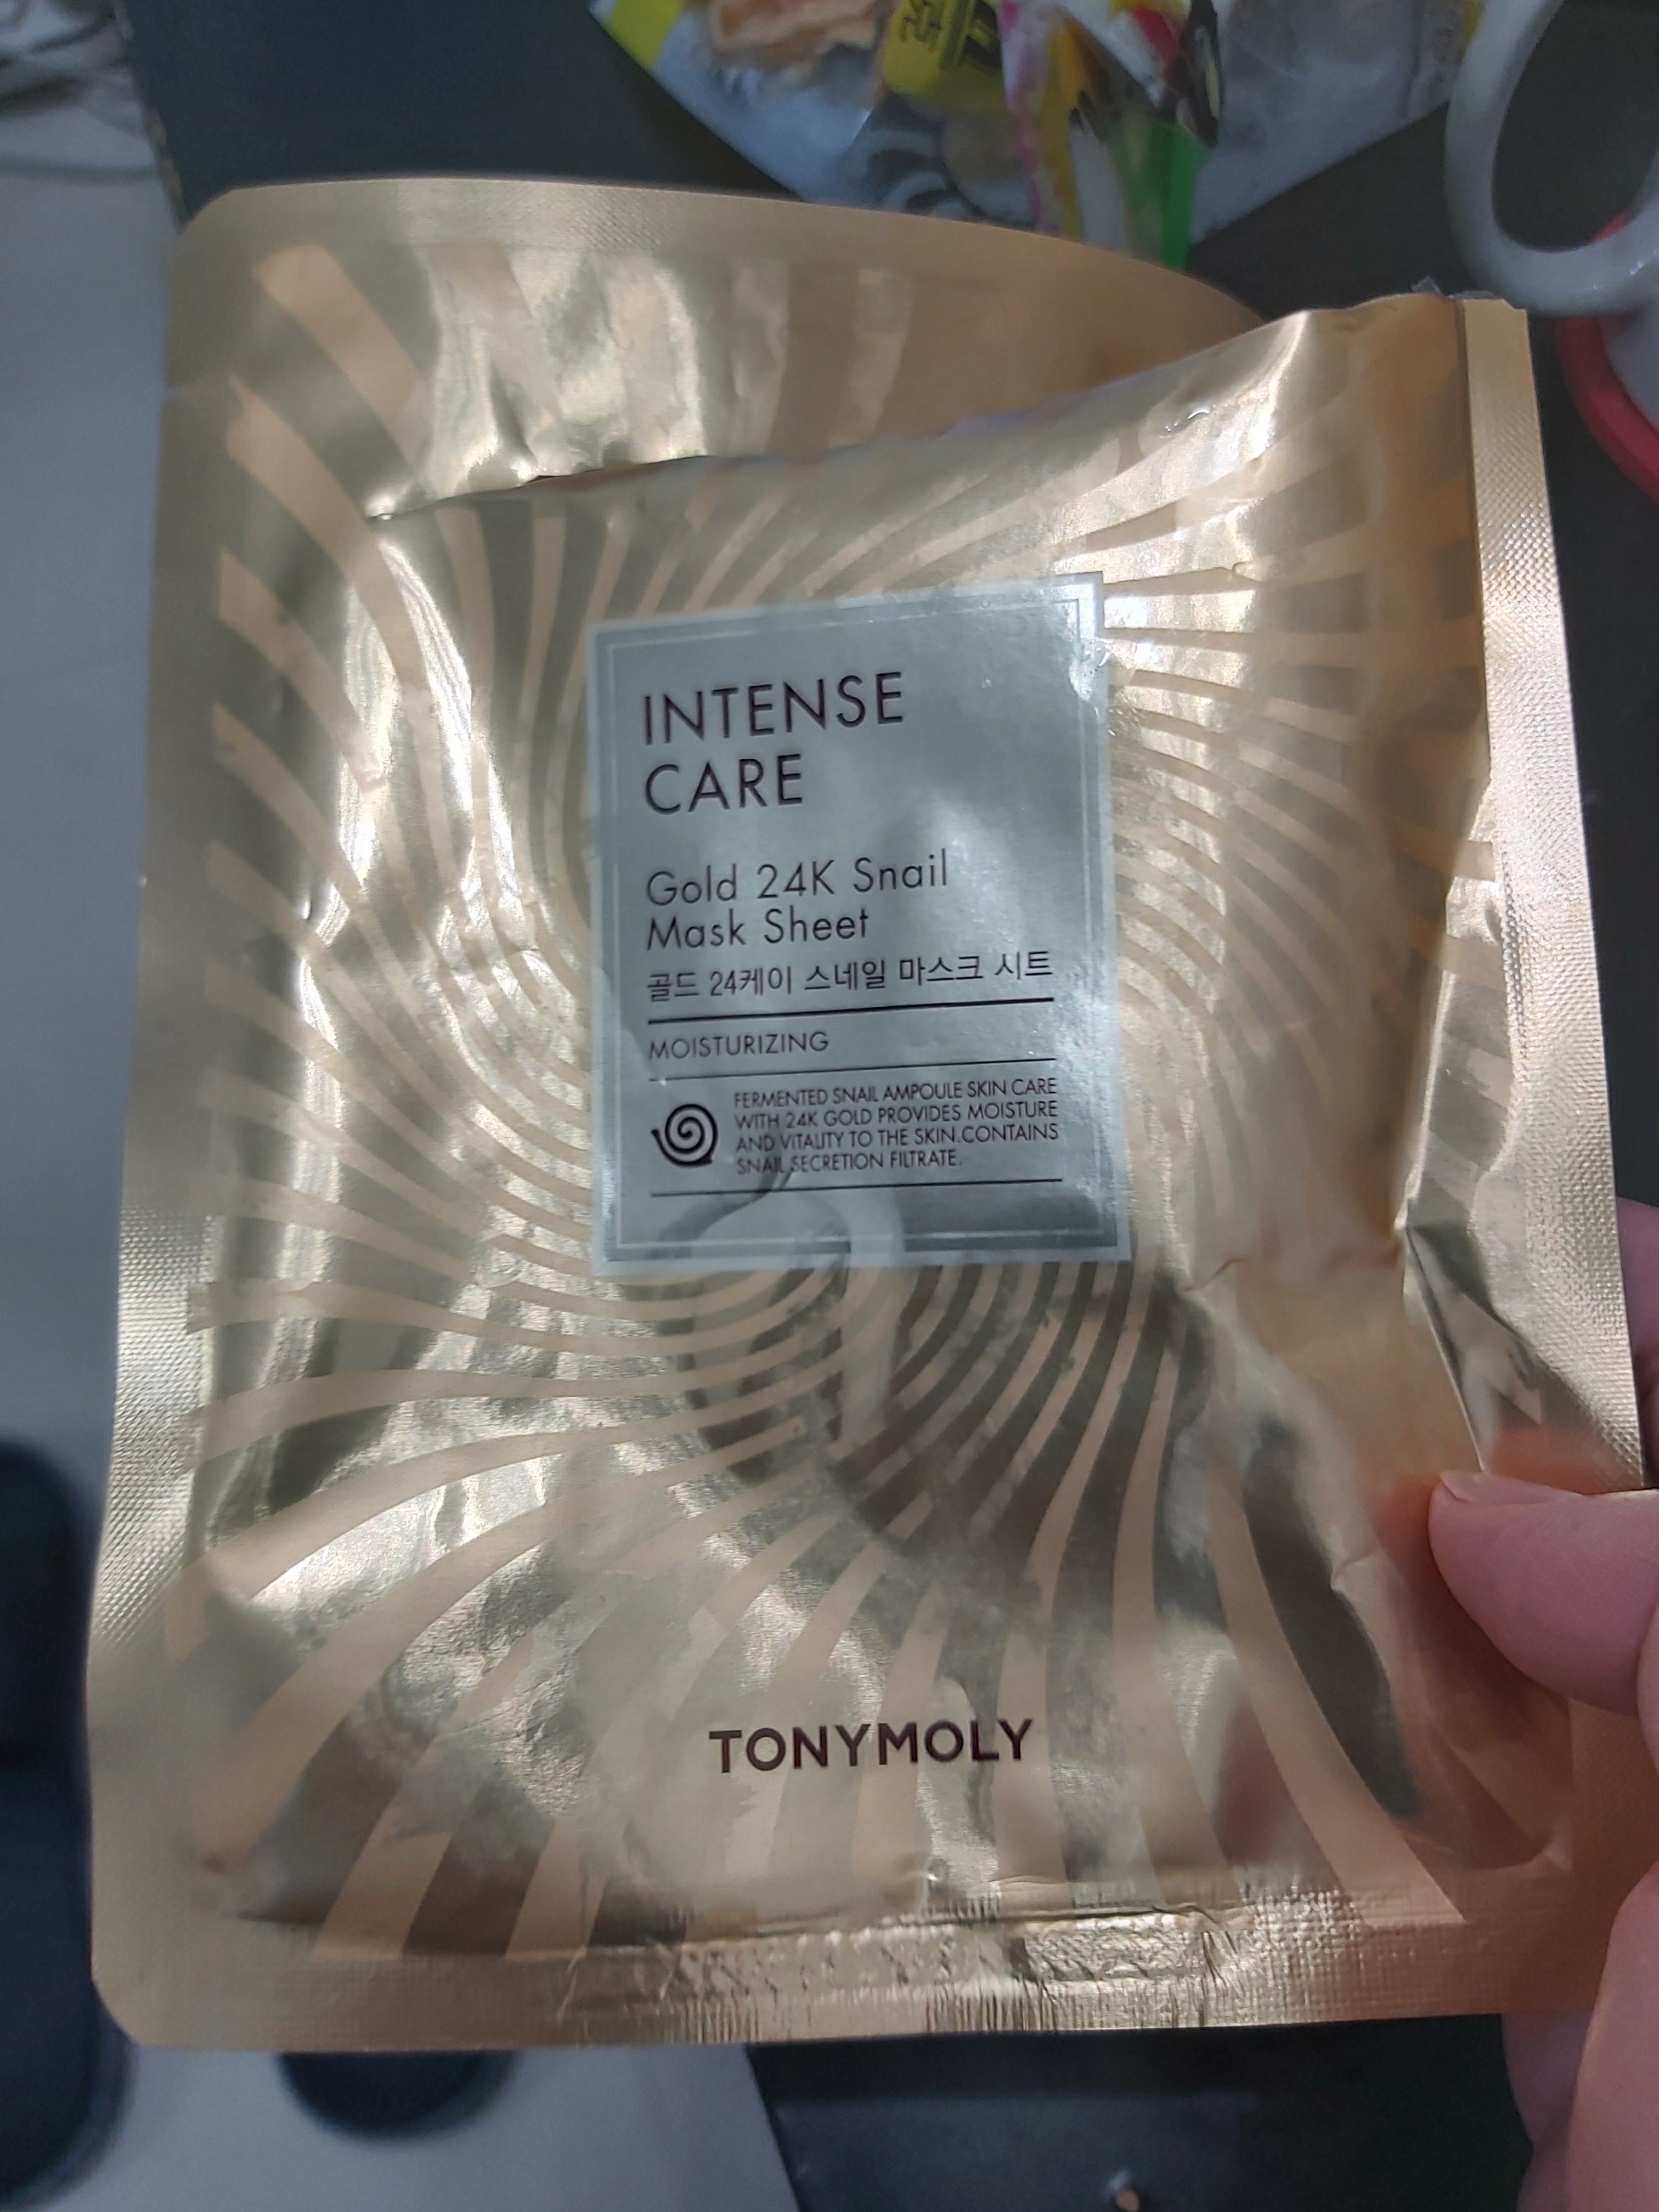 INTENSE
CARE
Gold 24K Snail
Mask Sheet
골드 24케이 스네일 마스크 시트
MOISTURIZING
FERMENTED SNAIL AMPOULE SKIN CARE
WITH 24K GOLD PROVIDES MOISTURE
AND VITALITY TO THE SKIN.CONTAINS
SNAIL SECRETION FILTRATE.
TONYMOLY